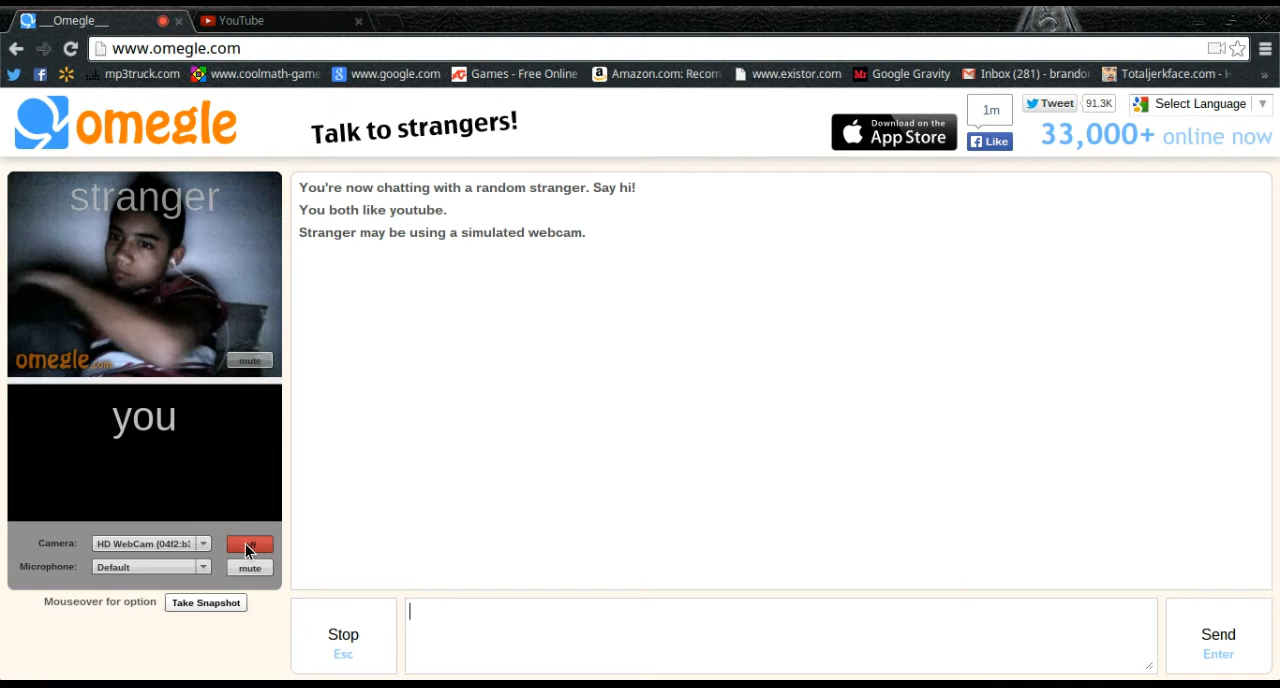 __Omegle__
YouTube
www.omegle.com
mp3truck.com
www.coolmath-game
www.google.com
Games - Free Online
Amazon.com: Recom
www.existor.com
Google Gravity
Inbox (281) - brando
Totaljerkface.com - H
»
omegle
Talk to strangers!
Download on the
App Store
1m
Like
Tweet
91.3K
Select Language
33,000+ online now
stranger
omegle.com
mute
you
Camera:
HD WebCam (04f2:b3
Microphone:
Default
mute
Mouseover for option
Take Snapshot
You're now chatting with a random stranger. Say hi!
You both like youtube.
Stranger may be using a simulated webcam.
Stop
Esc
Send
Enter